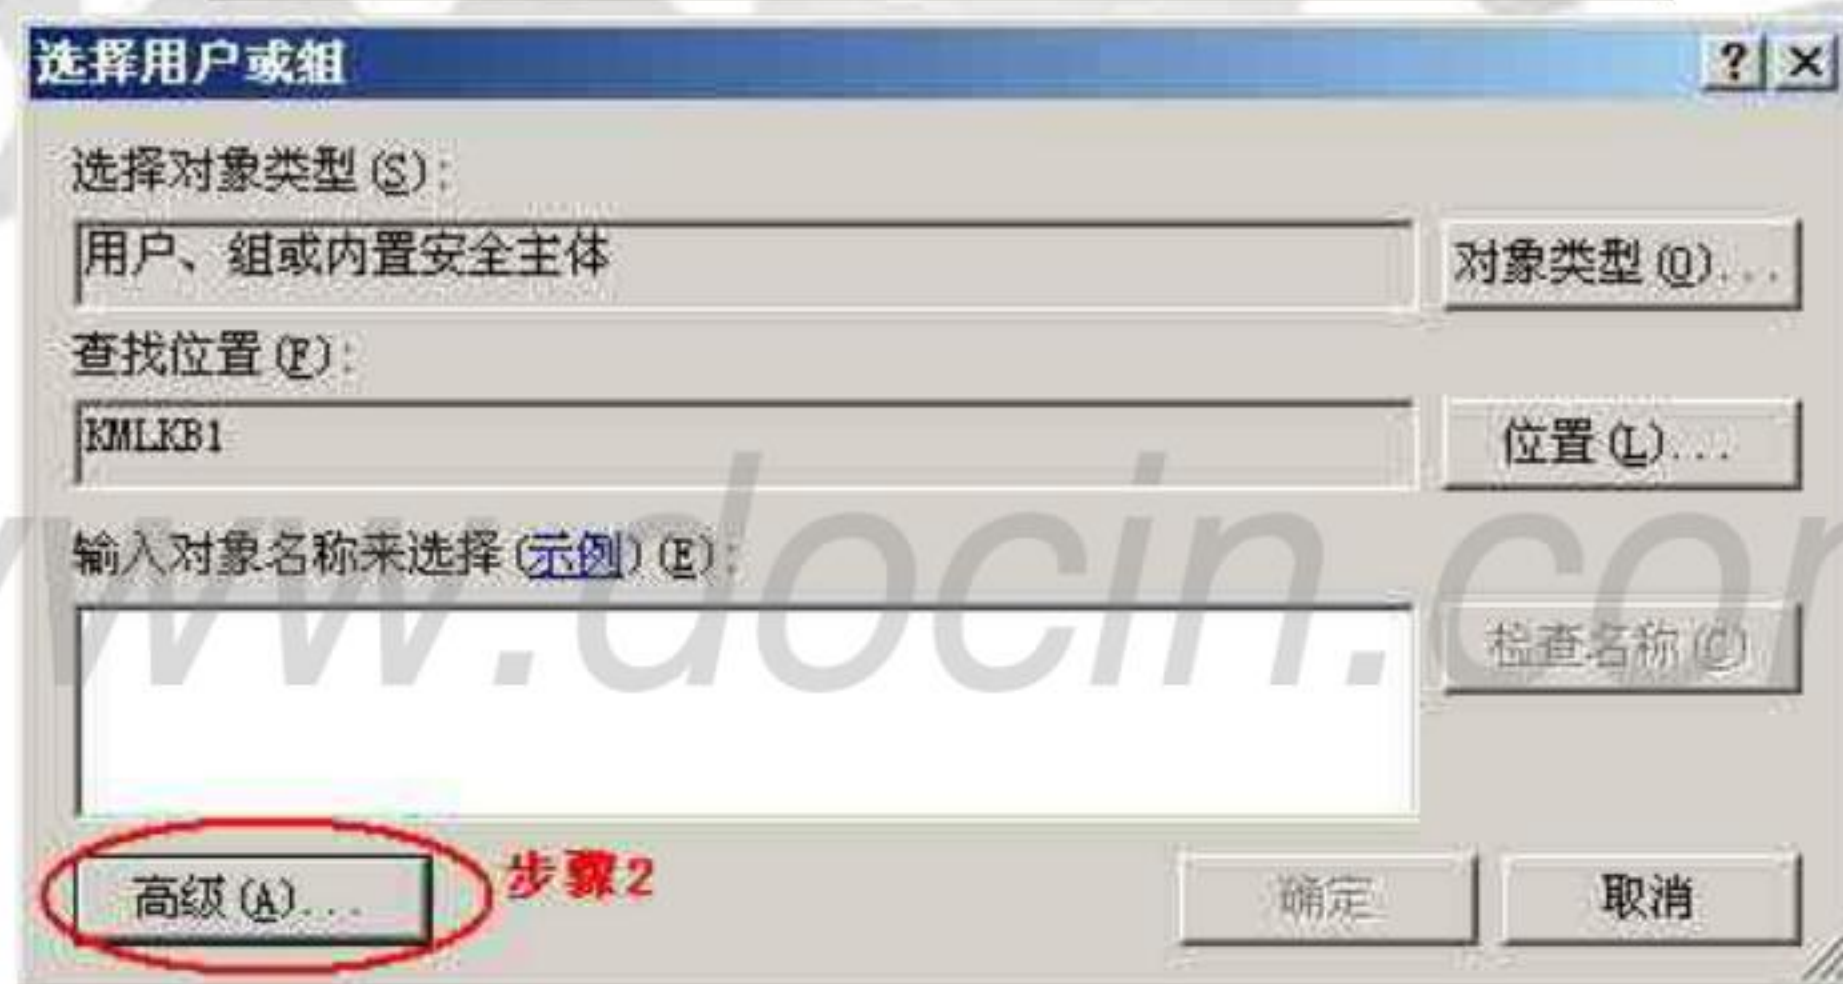 选择用户或组
选择对象类型(S):
用户、组或内置安全主体
对象类型(O)...
查找位置(F):
KMLKB1
位置(L)...
输入对象名称来选择(示例)(E):
检查名称(C)
高级(A)...
步骤2
确定
取消
www.docin.com